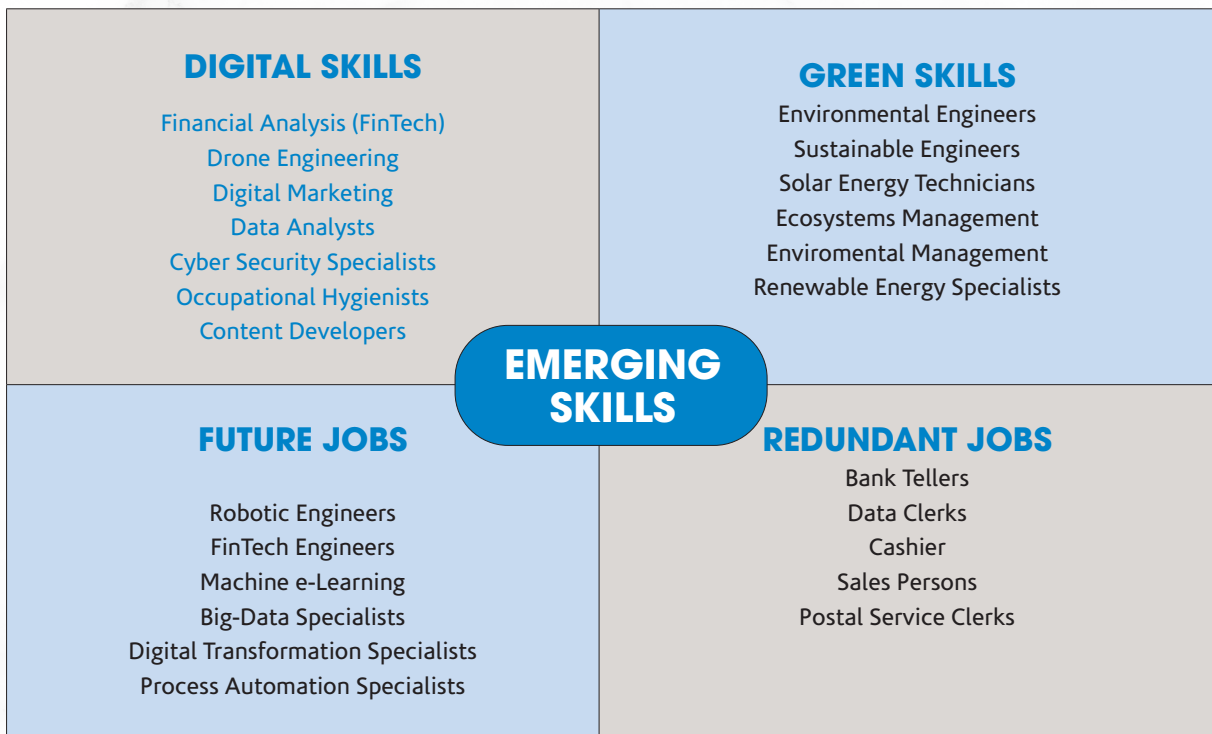 DIGITAL SKILLS
Financial Analysis (FinTech)
Drone Engineering
Digital Marketing
Data Analysts
Cyber Security Specialists
Occupational Hygienists
Content Developers
GREEN SKILLS
Environmental Engineers
Sustainable Engineers
Solar Energy Technicians
Ecosystems Management
Enviromental Management
Renewable Energy Specialists
EMERGING
SKILLS
FUTURE JOBS
Robotic Engineers
FinTech Engineers
Machine e-Learning
Big-Data Specialists
Digital Transformation Specialists
Process Automation Specialists
REDUNDANT JOBS
Bank Tellers
Data Clerks
Cashier
Sales Persons
Postal Service Clerks